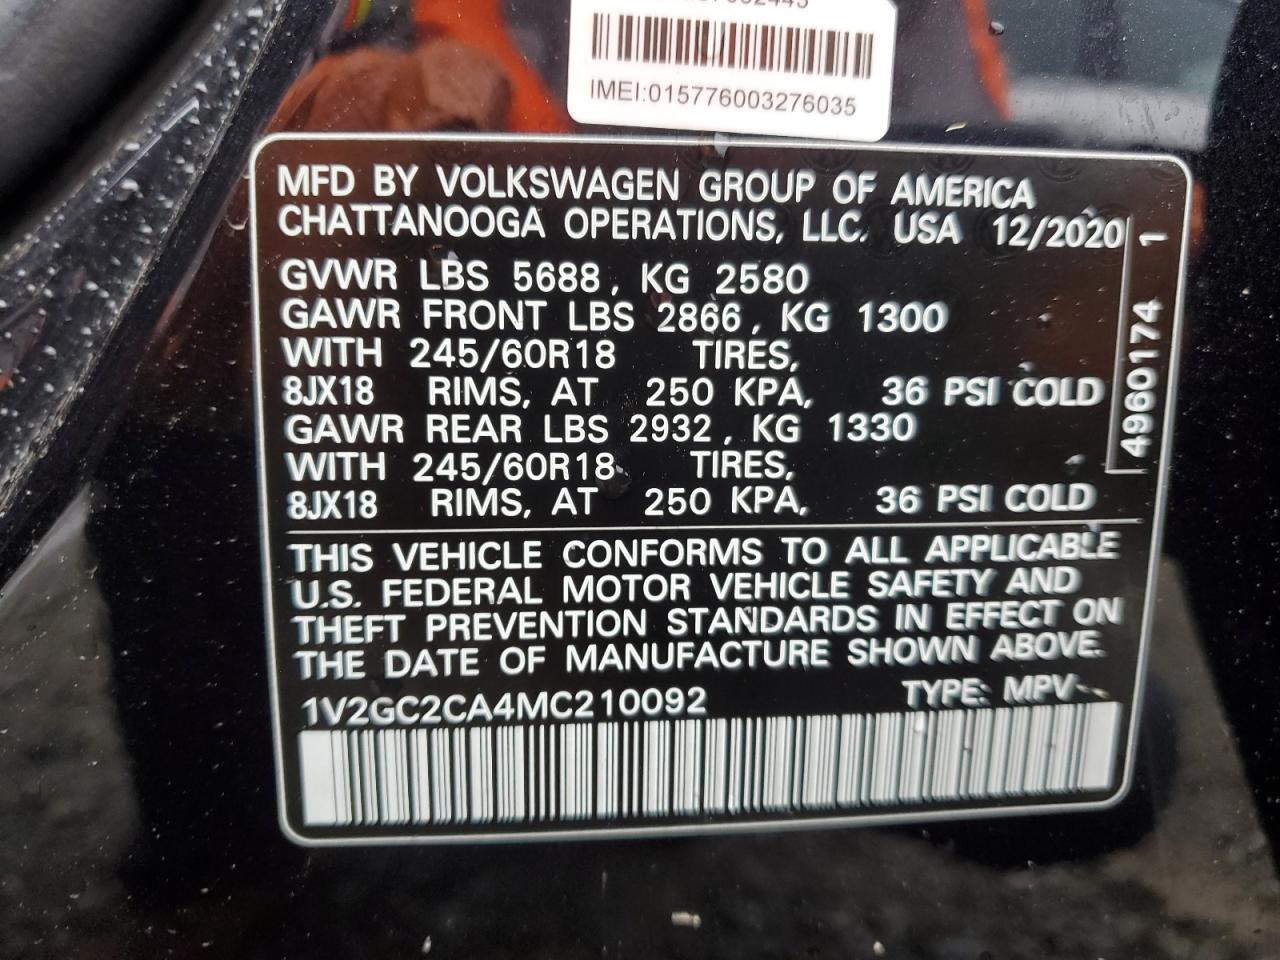 IMEI:015776003276035
MFD BY VOLKSWAGEN GROUP OF AMERICA
CHATTANOOGA OPERATIONS, LLC. USA 12/2020
GVWR LBS 5688, KG 2580
GAWR FRONT LBS 2866, KG 1300
WITH 245/60R18 TIRES,
8JX18 RIMS, AT 250 KPA, 36 PSI COLD
GAWR REAR LBS 2932, KG 1330
WITH 245/60R18 TIRES,
8JX18 RIMS, AT 250 KPA, 36 PSI COLD
4960174 1
THIS VEHICLE CONFORMS TO ALL APPLICABLE
U.S. FEDERAL MOTOR VEHICLE SAFETY AND
THEFT PREVENTION STANDARDS IN EFFECT ON
THE DATE OF MANUFACTURE SHOWN ABOVE.
1V2GC2CA4MC210092 TYPE: MPV